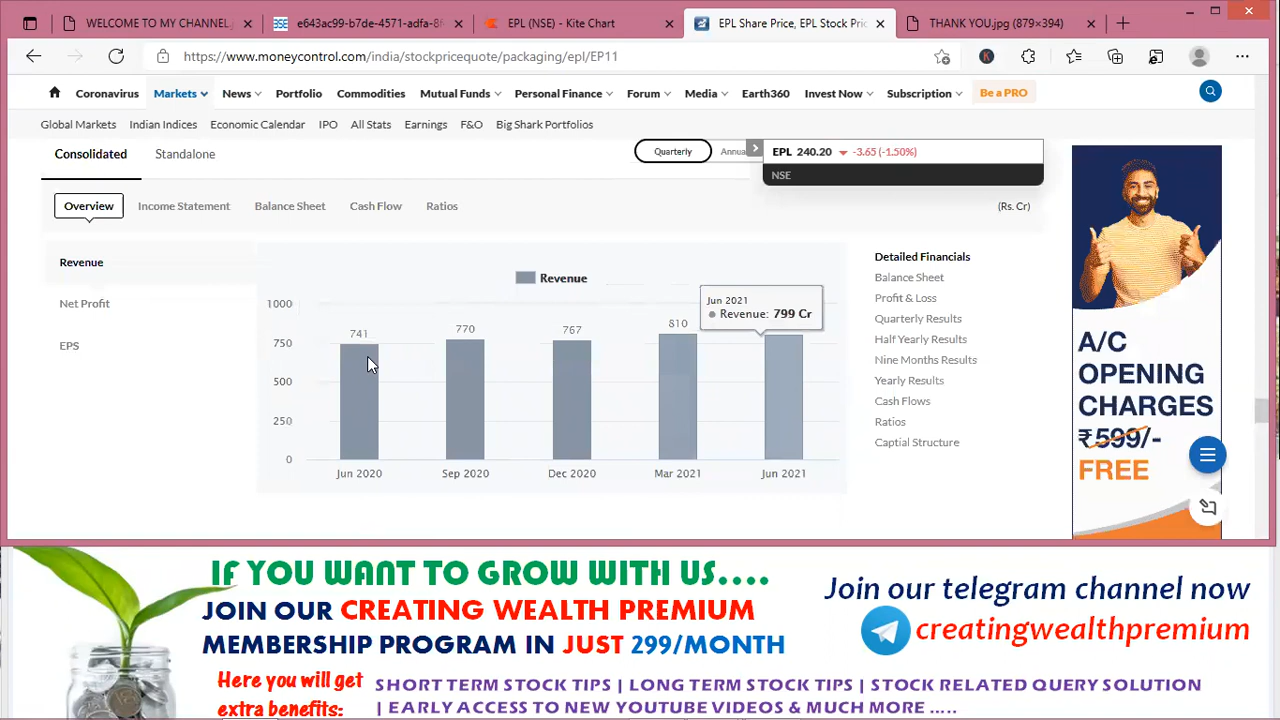 WELCOME TO MY CHANNEL.
e643ac99-b7de-4571-adfa-8f
EPL (NSE) - Kite Chart
EPL Share Price, EPL Stock Pric
THANK YOU.jpg (879×394)
https://www.moneycontrol.com/india/stockpricequote/packaging/epl/EP11
K
Coronavirus Markets News Portfolio Commodities Mutual Funds Personal Finance Forum Media Earth360 Invest Now Subscription Be a PRO
Global Markets Indian Indices Economic Calendar IPO All Stats Earnings F&O Big Shark Portfolios
Consolidated Standalone Quarterly Annua
EPL 240.20 -3.65 (-1.50%)
NSE
Overview Income Statement Balance Sheet Cash Flow Ratios (Rs. Cr)
Revenue
Net Profit
EPS
Revenue
Jun 2021
Revenue: 799 Cr
1000
750
500
250
0
741 770 767 810
Jun 2020 Sep 2020 Dec 2020 Mar 2021 Jun 2021
Detailed Financials
Balance Sheet
Profit & Loss
Quarterly Results
Half Yearly Results
Nine Months Results
Yearly Results
Cash Flows
Ratios
Captial Structure
A/C
OPENING
CHARGES
₹599/-
FREE
IF YOU WANT TO GROW WITH US....
JOIN OUR CREATING WEALTH PREMIUM
MEMBERSHIP PROGRAM IN JUST 299/MONTH
Join our telegram channel now
creatingwealthpremium
Here you will get
extra benefits:
SHORT TERM STOCK TIPS | LONG TERM STOCK TIPS | STOCK RELATED QUERY SOLUTION
| EARLY ACCESS TO NEW YOUTUBE VIDEOS & MUCH MORE .....